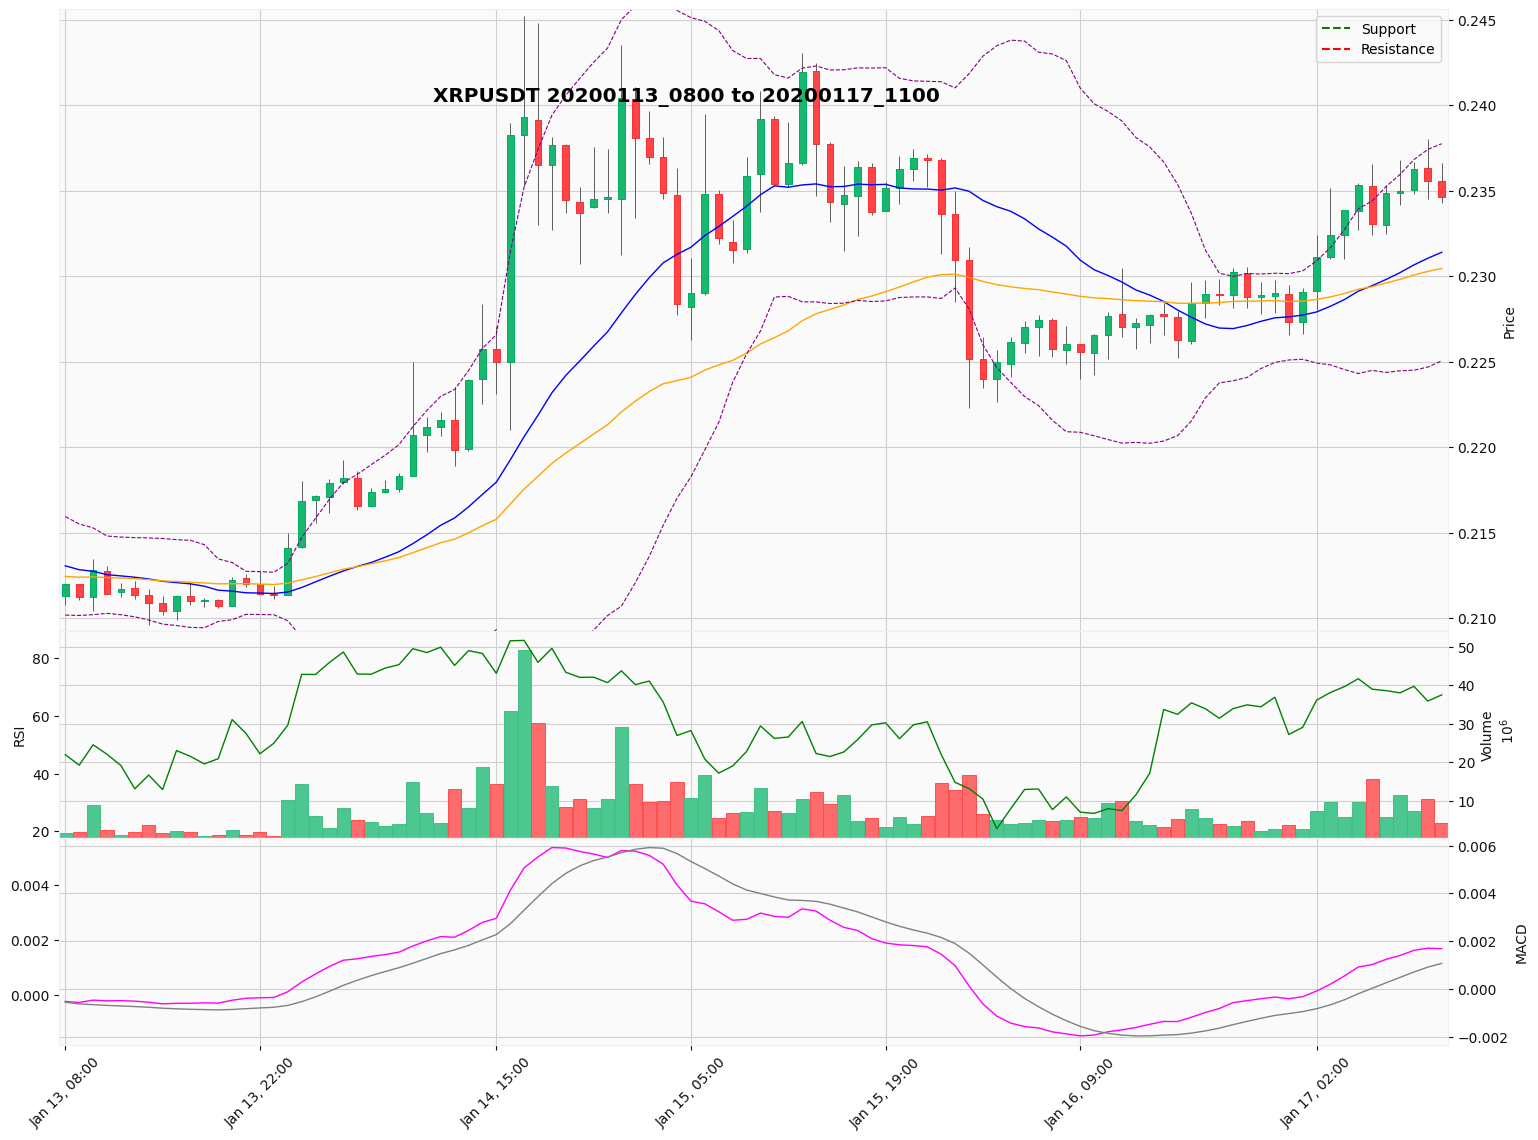 XRPUSDT 20200113_0800 to 20200117_1100
Support
Resistance
0.245
0.240
0.235
0.230
0.225
0.220
0.215
0.210
Price
80
60
40
20
RSI
50
40
30
20
10
Volume
10^6
0.004
0.002
0.000
0.006
0.004
0.002
0.000
−0.002
MACD
Jan 13, 08:00
Jan 13, 22:00
Jan 14, 15:00
Jan 15, 05:00
Jan 15, 19:00
Jan 16, 09:00
Jan 17, 02:00